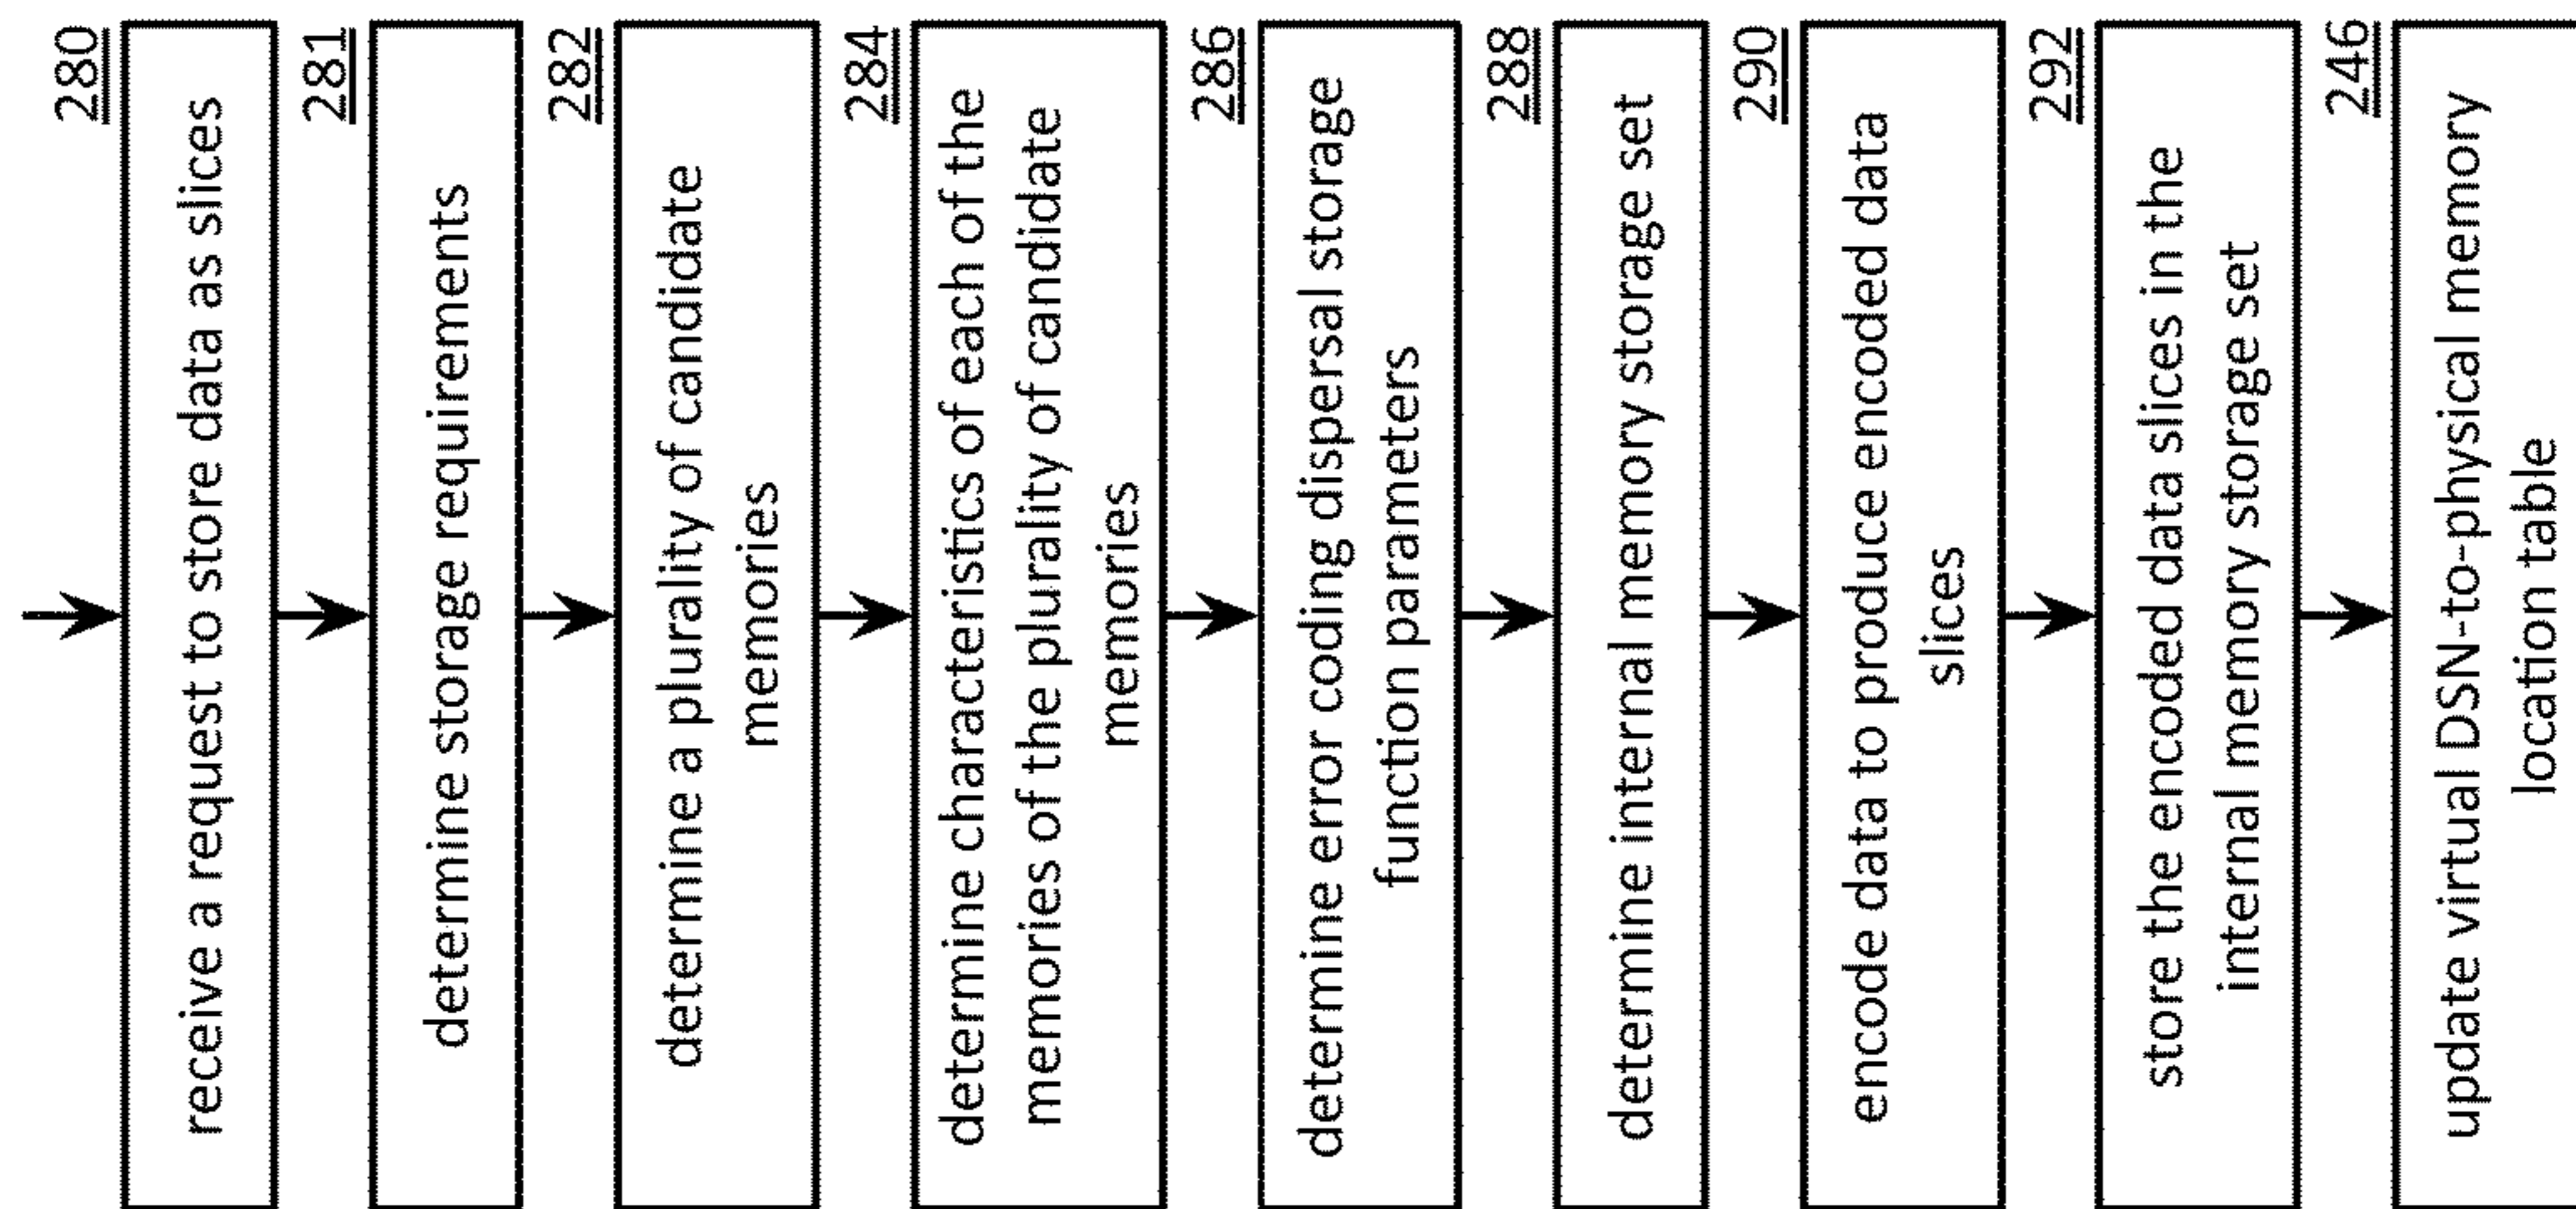 280
receive a request to store data as slices
281
determine storage requirements
282
determine a plurality of candidate
memories
284
determine characteristics of each of the
memories of the plurality of candidate
memories
286
determine error coding dispersal storage
function parameters
288
determine internal memory storage set
290
encode data to produce encoded data
slices
292
store the encoded data slices in the
internal memory storage set
246
update virtual DSN-to-physical memory
location table